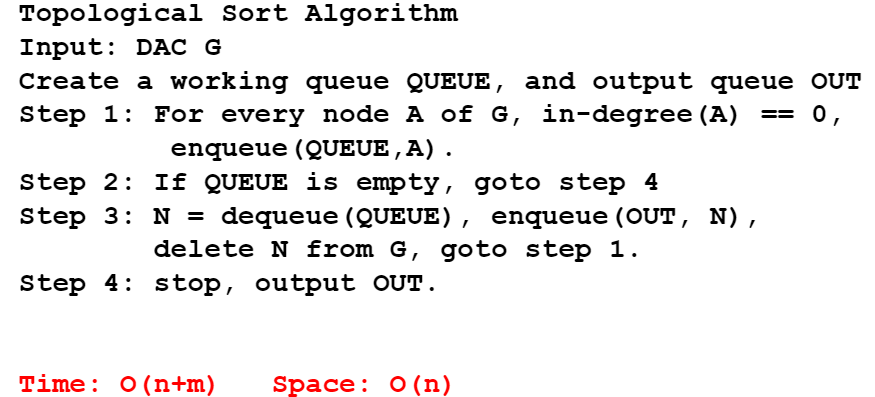 Topological Sort Algorithm
Input: DAC G
Create a working queue QUEUE, and output queue OUT
Step 1: For every node A of G, in-degree(A) == 0,
enqueue(QUEUE,A).
Step 2: If QUEUE is empty, goto step 4
Step 3: N = dequeue(QUEUE), enqueue(OUT, N),
delete N from G, goto step 1.
Step 4: stop, output OUT.
Time: O(n+m) Space: O(n)